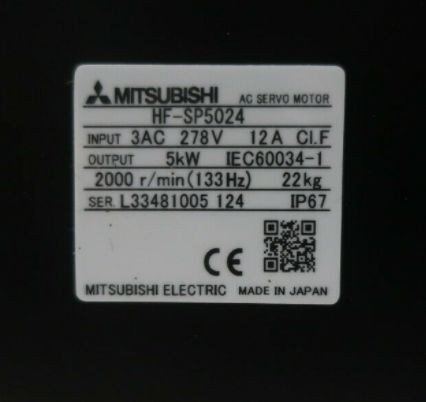 MITSUBISHI AC SERVO MOTOR
HF-SP5024
INPUT 3AC 278V 12A Cl.F
OUTPUT 5kW IEC60034-1
2000 r/min(133Hz) 22kg
SER. L33481005 124 IP67
CE
MITSUBISHI ELECTRIC MADE IN JAPAN